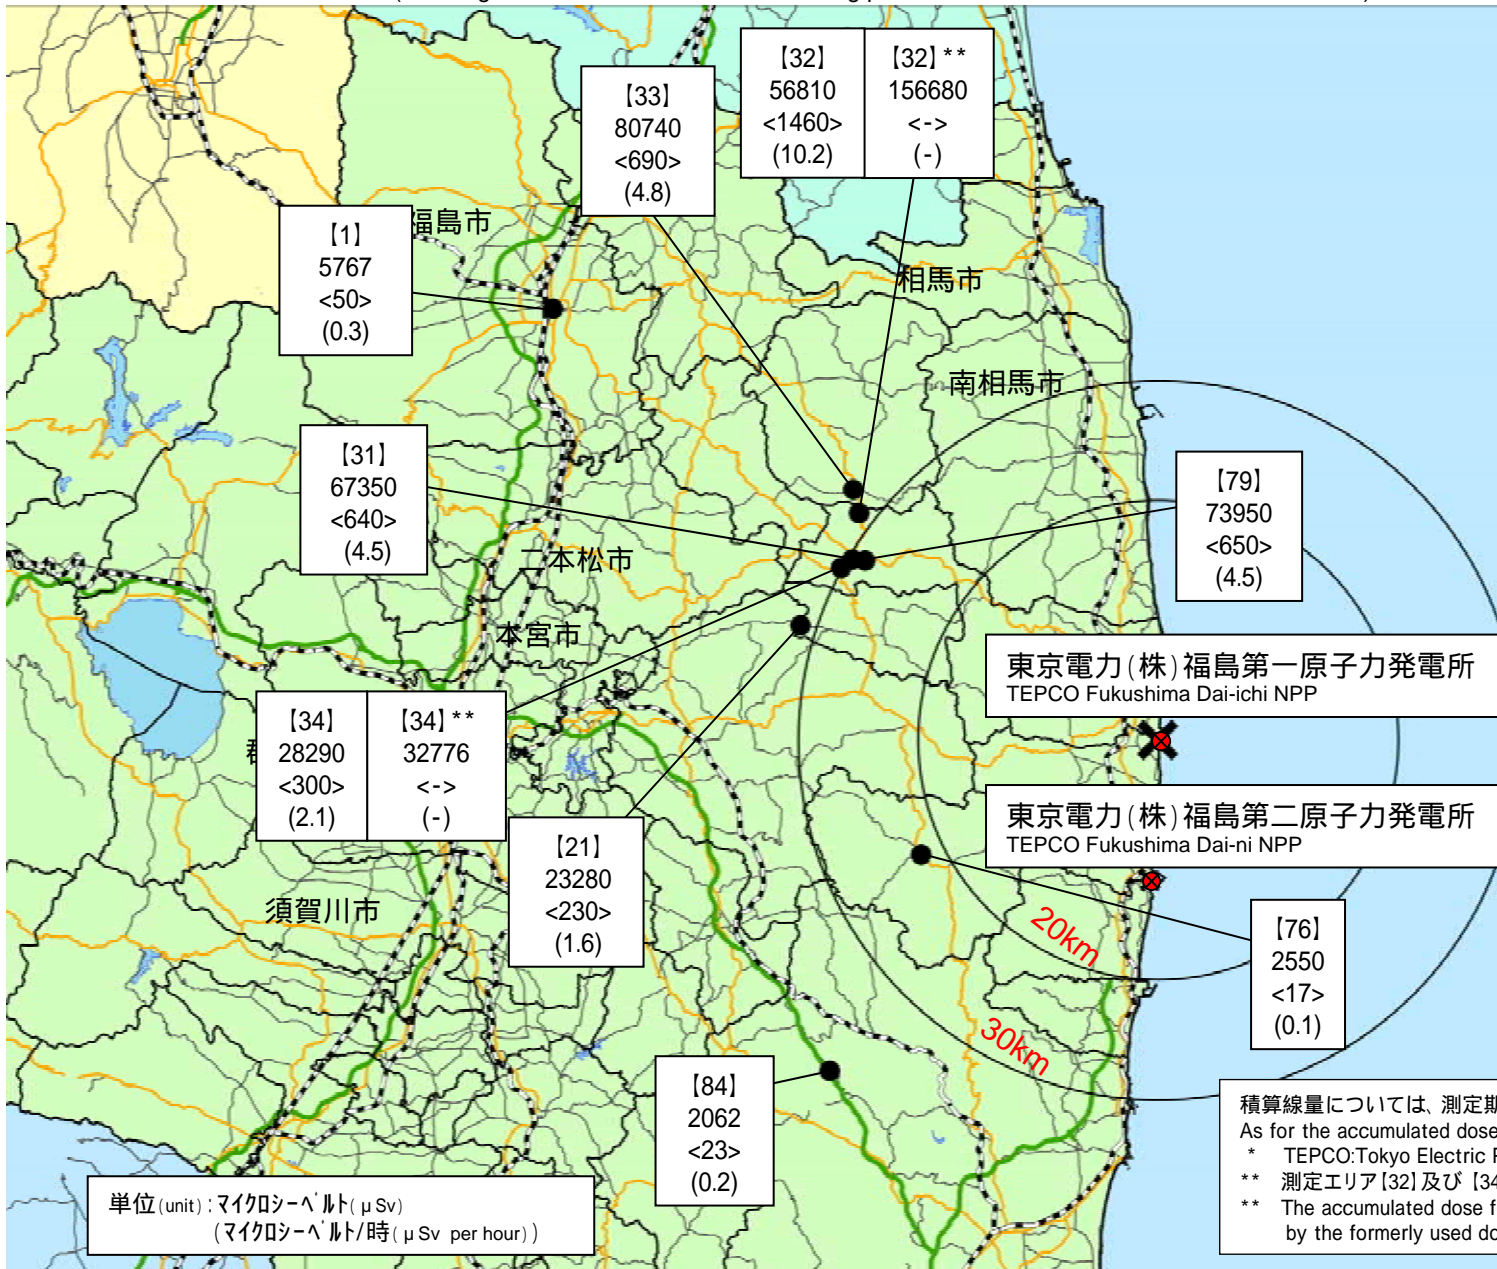 【32】
56810
<1460>
(10.2)
【32】**
156680
<->
(-)
【33】
80740
<690>
(4.8)
【1】
5767
<50>
(0.3)
福島市
相馬市
南相馬市
【31】
67350
<640>
(4.5)
【79】
73950
<650>
(4.5)
二本松市
本宮市
東京電力(株)福島第一原子力発電所
TEPCO Fukushima Dai-ichi NPP
【34】
28290
<300>
(2.1)
【34】**
32776
<->
(-)
東京電力(株)福島第二原子力発電所
TEPCO Fukushima Dai-ni NPP
【21】
23280
<230>
(1.6)
須賀川市
20km
【76】
2550
<17>
(0.1)
30km
【84】
2062
<23>
(0.2)
積算線量については、測定期
As for the accumulated dose
* TEPCO:Tokyo Electric
** 測定エリア【32】及び【34
** The accumulated dose
by the formerly used
単位(unit):マイクロシーベルト(μSv)
(マイクロシーベルト/時(μSv per hour))